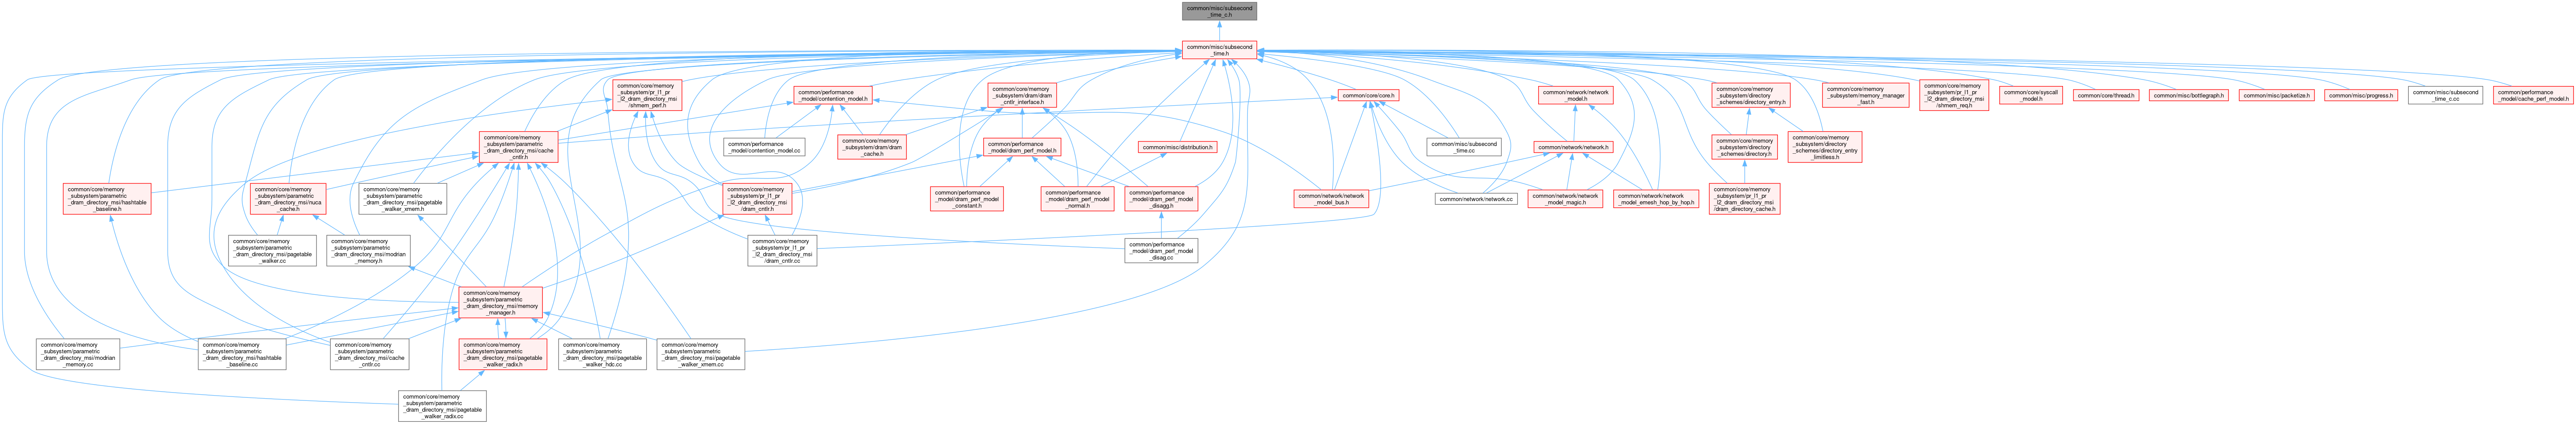 common/misc/subsecond
_time_c.h
common/misc/subsecond
_time.h
common/core/memory
_subsystem/pr_l1_pr
_l2_dram_directory_msi
/shmem_perf.h
common/performance
_model/contention_model.h
common/core/memory
_subsystem/dram/dram
_cntlr_interface.h
common/core/core.h
common/network/network
_model.h
common/core/memory
_subsystem/directory
_schemes/directory_entry.h
common/core/memory
_subsystem/memory_manager
_fast.h
common/core/memory
_subsystem/pr_l1_pr
_l2_dram_directory_msi
/shmem_req.h
common/core/syscall
_model.h
common/core/thread.h
common/misc/bottlegraph.h
common/misc/packetize.h
common/misc/progress.h
common/misc/subsecond
_time_c.cc
common/performance
_model/cache_perf_model.h
common/core/memory
_subsystem/parametric
_dram_directory_msi/cache
_cntlr.h
common/performance
_model/contention_model.cc
common/core/memory
_subsystem/dram/dram
_cache.h
common/performance
_model/dram_perf_model.h
common/misc/distribution.h
common/misc/subsecond
_time.cc
common/network/network.h
common/core/memory
_subsystem/directory
_schemes/directory.h
common/core/memory
_subsystem/directory
_schemes/directory_entry
_limitless.h
common/core/memory
_subsystem/parametric
_dram_directory_msi/hashtable
_baseline.h
common/core/memory
_subsystem/parametric
_dram_directory_msi/nuca
_cache.h
common/core/memory
_subsystem/parametric
_dram_directory_msi/pagetable
_walker_xmem.h
common/core/memory
_subsystem/pr_l1_pr
_l2_dram_directory_msi
/dram_cntlr.h
common/performance
_model/dram_perf_model
_constant.h
common/performance
_model/dram_perf_model
_normal.h
common/performance
_model/dram_perf_model
_disagg.h
common/network/network
_model_bus.h
common/network/network.cc
common/network/network
_model_magic.h
common/network/network
_model_emesh_hop_by_hop.h
common/core/memory
_subsystem/pr_l1_pr
_l2_dram_directory_msi
/dram_directory_cache.h
common/core/memory
_subsystem/parametric
_dram_directory_msi/pagetable
_walker.cc
common/core/memory
_subsystem/parametric
_dram_directory_msi/modrian
_memory.h
common/core/memory
_subsystem/pr_l1_pr
_l2_dram_directory_msi
/dram_cntlr.cc
common/performance
_model/dram_perf_model
_disag.cc
common/core/memory
_subsystem/parametric
_dram_directory_msi/memory
_manager.h
common/core/memory
_subsystem/parametric
_dram_directory_msi/modrian
_memory.cc
common/core/memory
_subsystem/parametric
_dram_directory_msi/hashtable
_baseline.cc
common/core/memory
_subsystem/parametric
_dram_directory_msi/cache
_cntlr.cc
common/core/memory
_subsystem/parametric
_dram_directory_msi/pagetable
_walker_radix.h
common/core/memory
_subsystem/parametric
_dram_directory_msi/pagetable
_walker_hdc.cc
common/core/memory
_subsystem/parametric
_dram_directory_msi/pagetable
_walker_xmem.cc
common/core/memory
_subsystem/parametric
_dram_directory_msi/pagetable
_walker_radix.cc